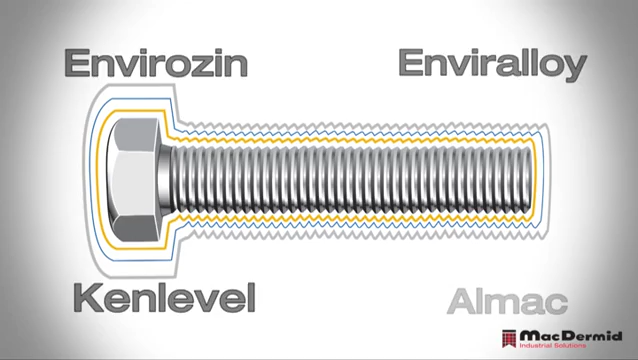 Envirozin
Enviralloy
Kenlevel
Almac
MacDermid
Industrial Solutions